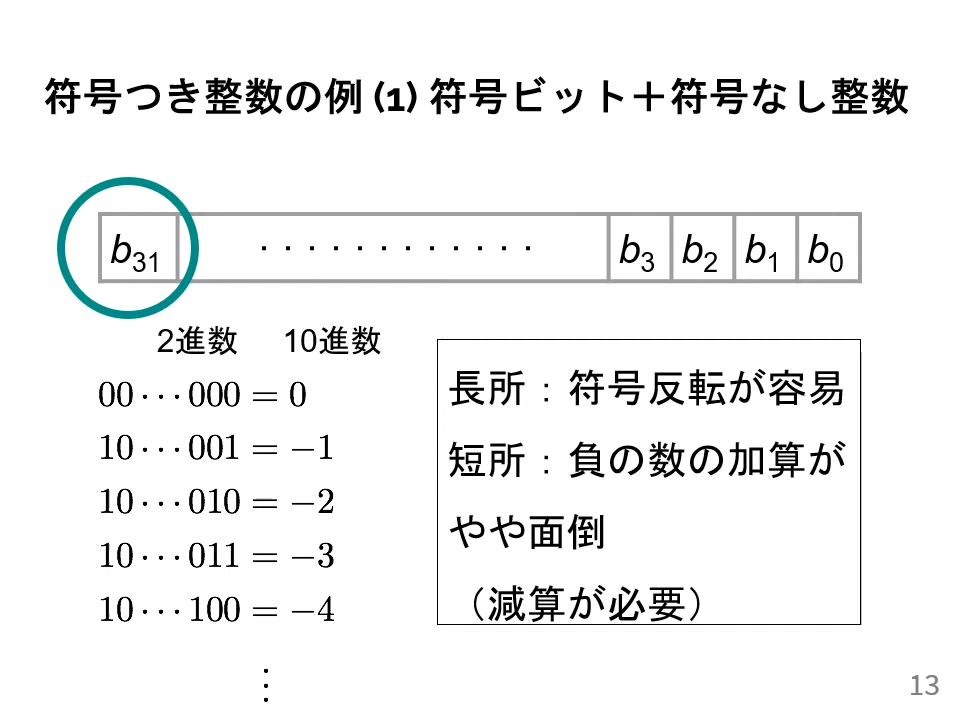 符号つき整数の例 (1) 符号ビット＋符号なし整数
b31 ············ b3 b2 b1 b0
2進数 10進数
00⋯000 = 0
10⋯001 = −1
10⋯010 = −2
10⋯011 = −3
10⋯100 = −4
⋮
長所：符号反転が容易
短所：負の数の加算が
やや面倒
（減算が必要）
13